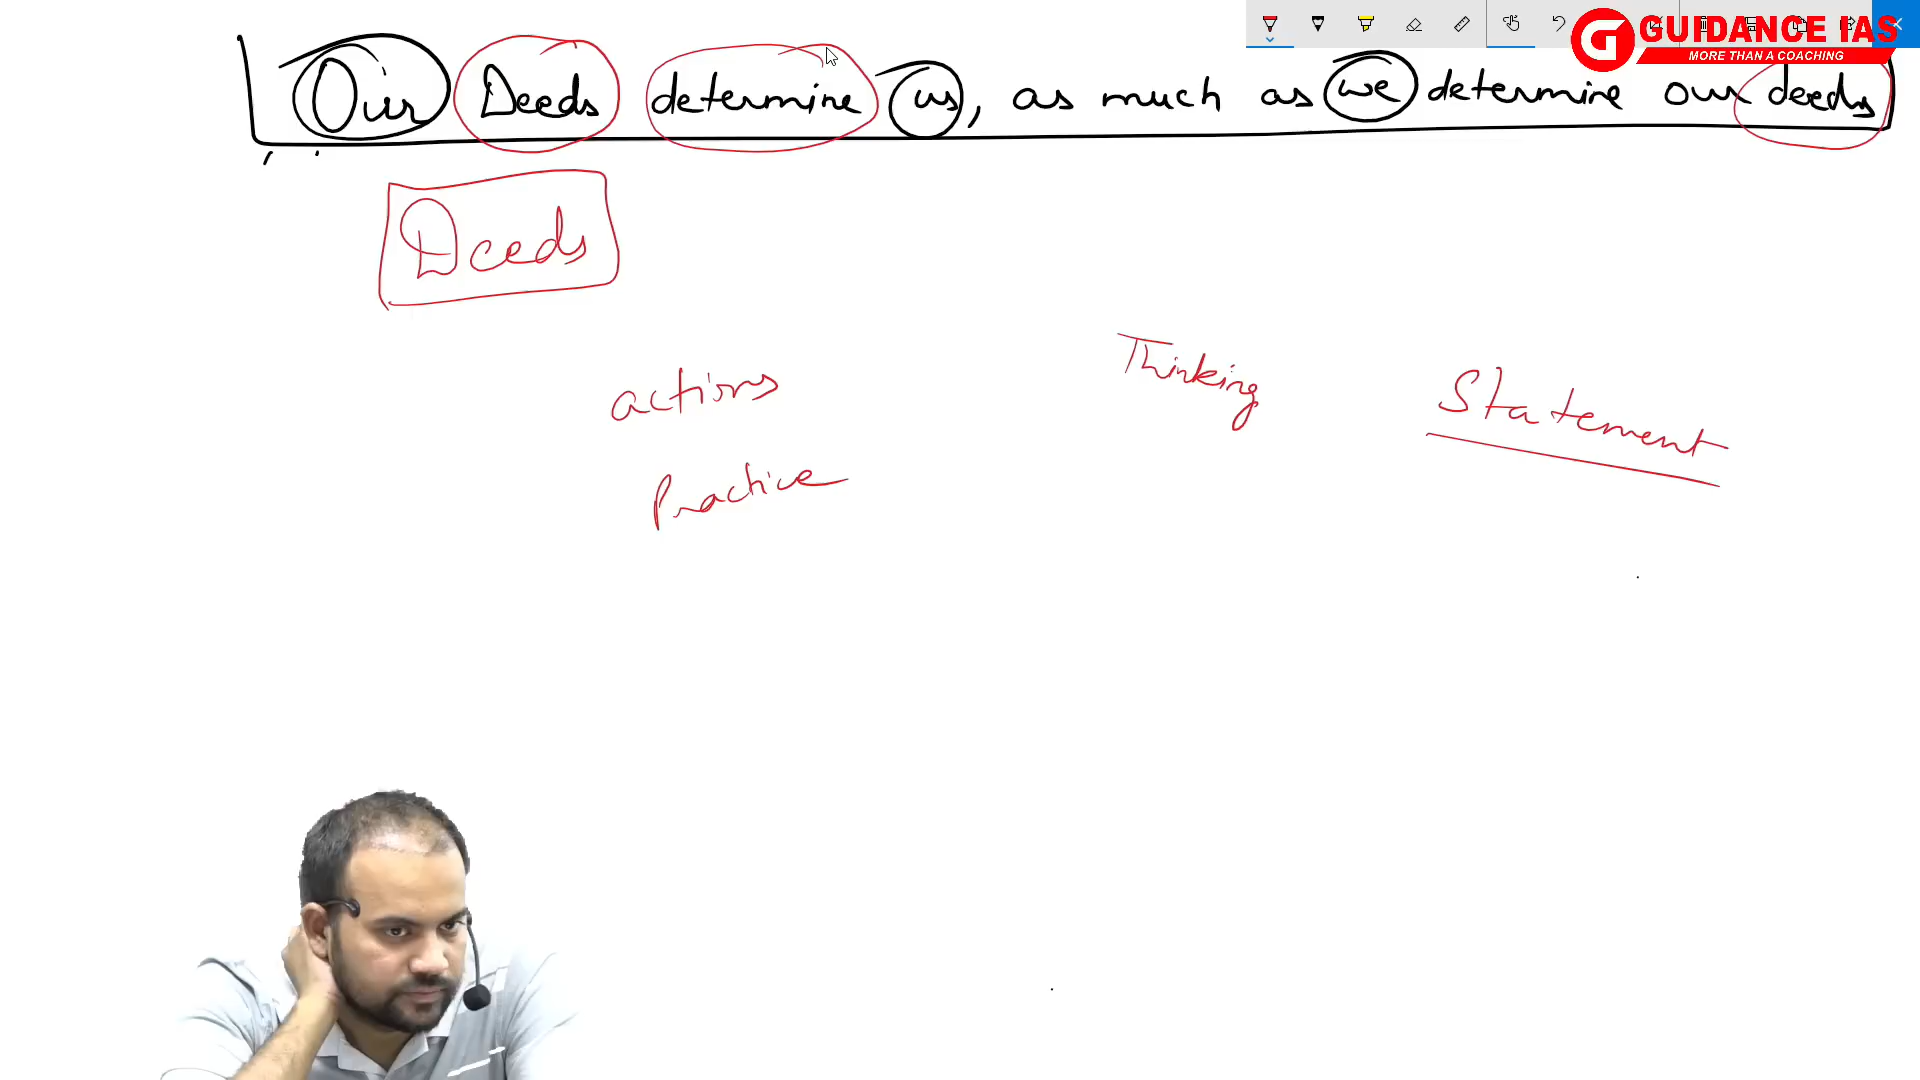 GUIDANCE IAS
MORE THAN A COACHING
Our Deeds determine us, as much as we determine our deeds
Deeds
actions
Thinking
Statement
Practice